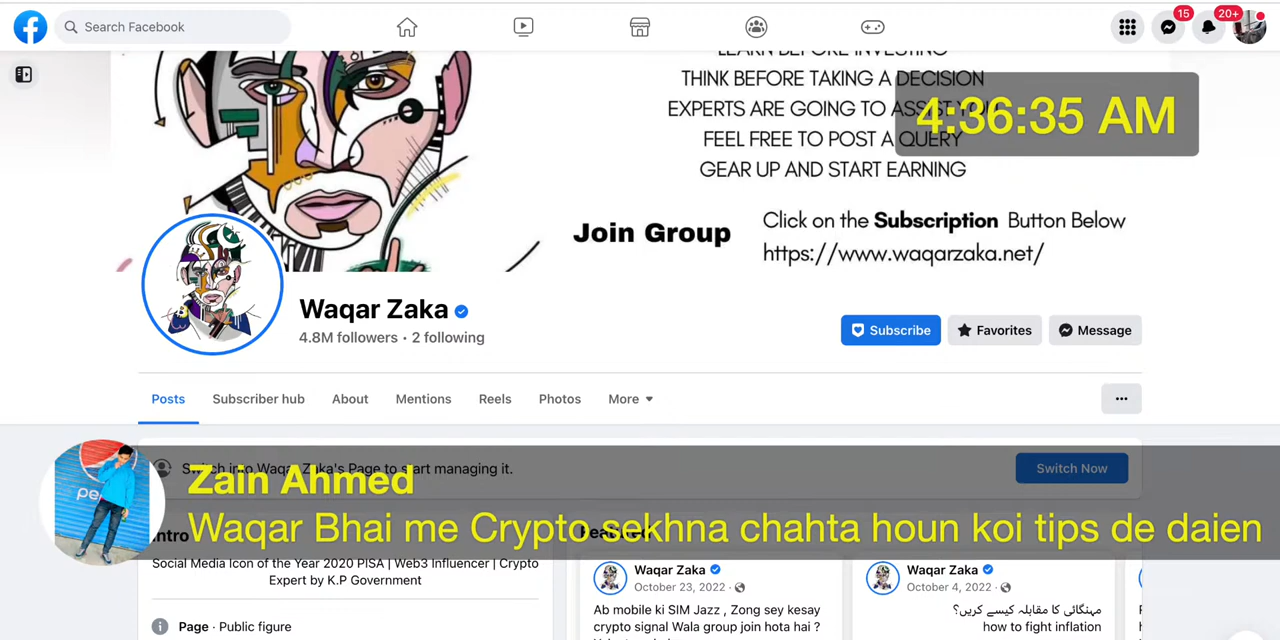 Search Facebook
15
20+
LEARN BEFORE INVESTING
THINK BEFORE TAKING A DECISION
EXPERTS ARE GOING TO ASSIST YOU
FEEL FREE TO POST A QUERY
GEAR UP AND START EARNING
4:36:35 AM
Join Group
Click on the Subscription Button Below
https://www.waqarzaka.net/
Waqar Zaka
4.8M followers · 2 following
Subscribe
Favorites
Message
Posts
Subscriber hub
About
Mentions
Reels
Photos
More
Switch into Waqar Zaka's Page to start managing it.
Switch Now
Zain Ahmed
Waqar Bhai me Crypto sekhna chahta houn koi tips de daien
pe
Intro
Featured
Social Media Icon of the Year 2020 PISA | Web3 Influencer | Crypto
Expert by K.P Government
Page · Public figure
Waqar Zaka
October 23, 2022 ·
Ab mobile ki SIM Jazz , Zong sey kesay
crypto signal Wala group join hota hai ?
Waqar Zaka
October 4, 2022 ·
مہنگائی کا مقابلہ کیسے کریں؟
how to fight inflation